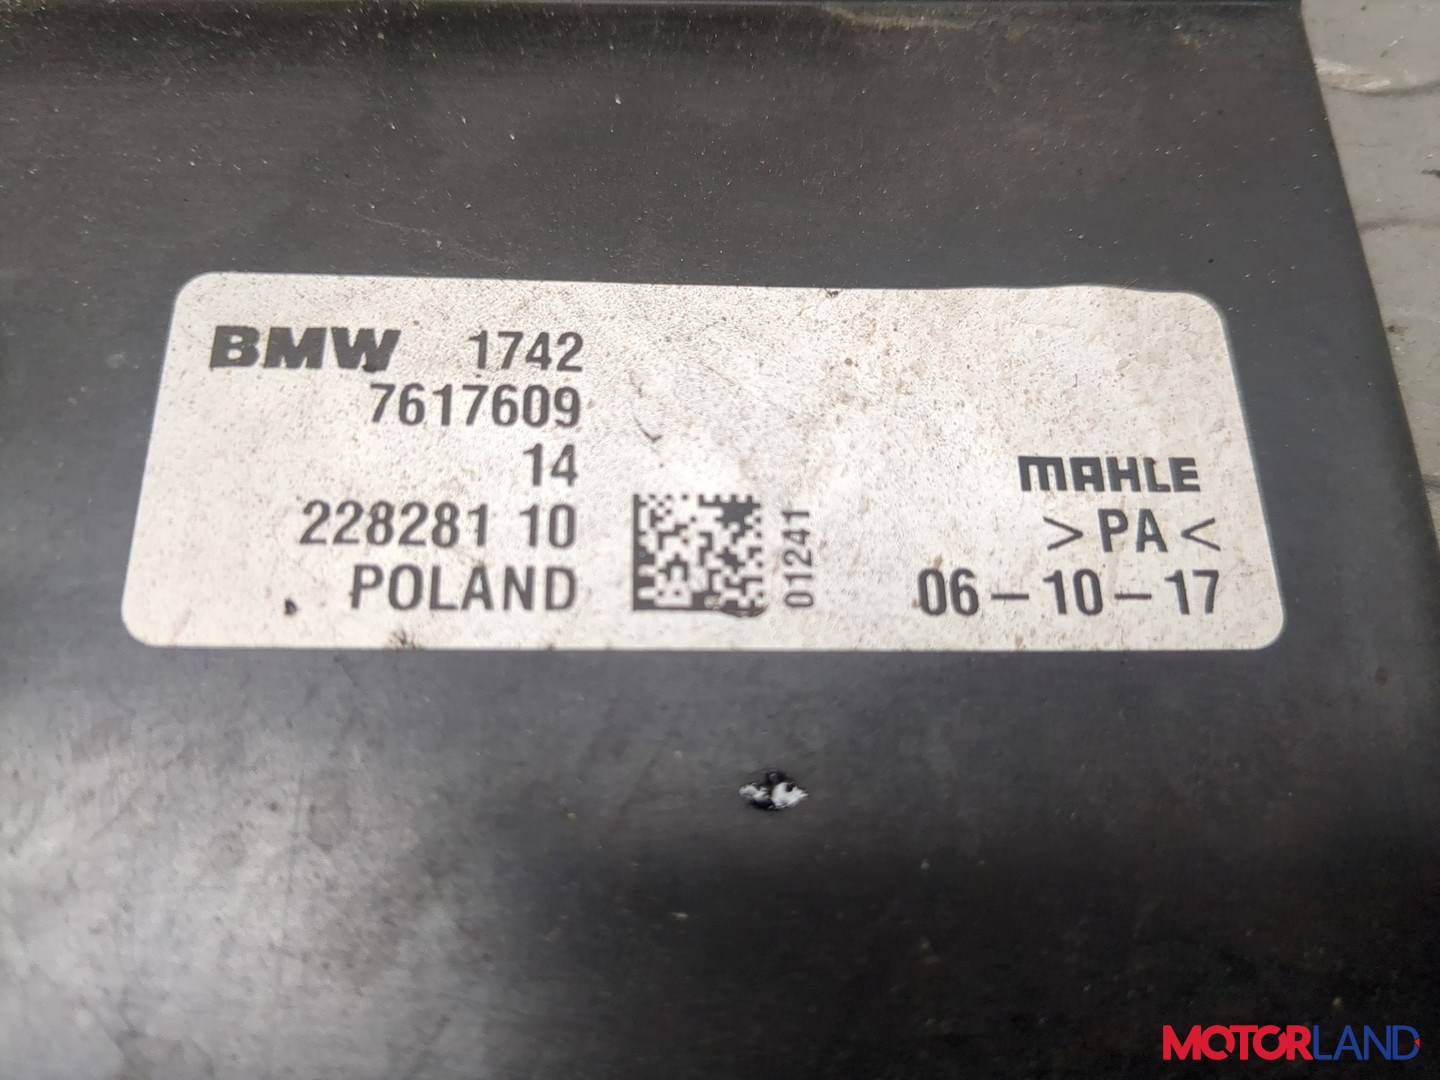 BMW 1742
7617609
14
228281 10
POLAND
01241
MAHLE
>PA<
06-10-17
MOTORLAND